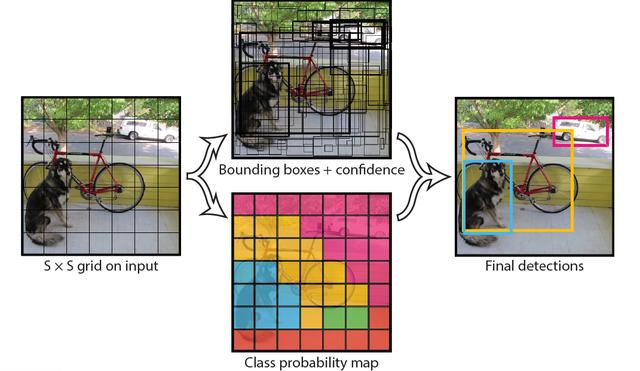 Bounding boxes + confidence
S × S grid on input
Final detections
Class probability map